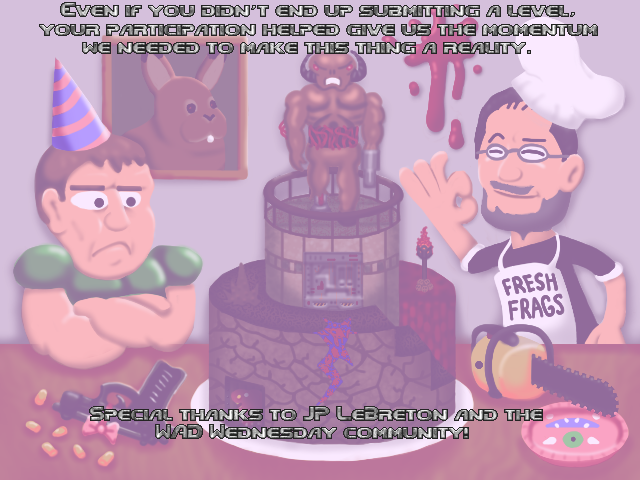 Even if you didn't end up submitting a level,
your participation helped give us the momentum
we needed to make this thing a reality.
FRESH
FRAGS
Special thanks to JP LeBreton and the
WAD Wednesday community!